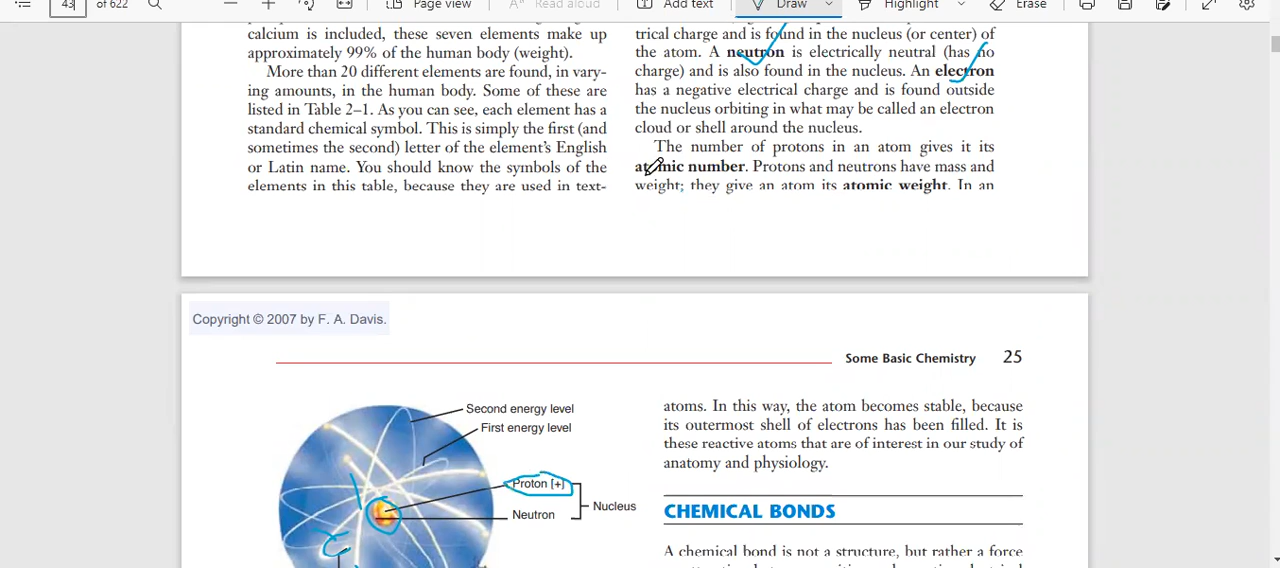 43
of 622
Page view
Read aloud
Add text
Draw
Highlight
Erase
calcium is included, these seven elements make up
approximately 99% of the human body (weight).
More than 20 different elements are found, in vary-
ing amounts, in the human body. Some of these are
listed in Table 2–1. As you can see, each element has a
standard chemical symbol. This is simply the first (and
sometimes the second) letter of the element's English
or Latin name. You should know the symbols of the
elements in this table, because they are used in text-
trical charge and is found in the nucleus (or center) of
the atom. A neutron is electrically neutral (has no
charge) and is also found in the nucleus. An electron
has a negative electrical charge and is found outside
the nucleus orbiting in what may be called an electron
cloud or shell around the nucleus.
The number of protons in an atom gives it its
atomic number. Protons and neutrons have mass and
weight; they give an atom its atomic weight. In an
Copyright © 2007 by F. A. Davis.
Some Basic Chemistry 25
Second energy level
First energy level
Proton [+]
Nucleus
Neutron
atoms. In this way, the atom becomes stable, because
its outermost shell of electrons has been filled. It is
these reactive atoms that are of interest in our study of
anatomy and physiology.
CHEMICAL BONDS
A chemical bond is not a structure, but rather a force